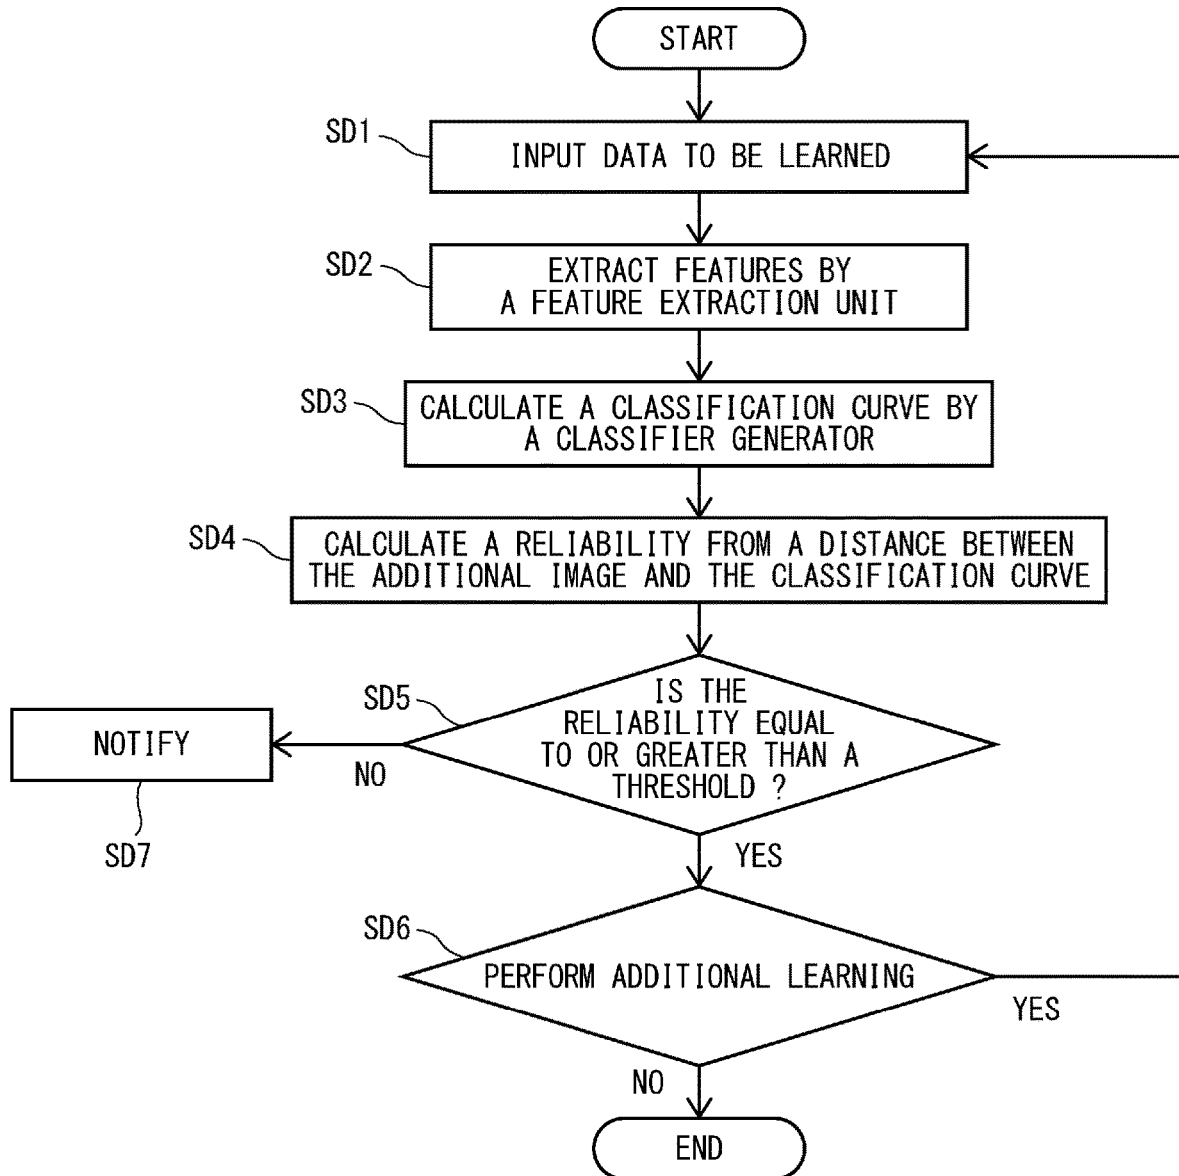 START
SD1
INPUT DATA TO BE LEARNED
SD2
EXTRACT FEATURES BY
A FEATURE EXTRACTION UNIT
SD3
CALCULATE A CLASSIFICATION CURVE BY
A CLASSIFIER GENERATOR
SD4
CALCULATE A RELIABILITY FROM A DISTANCE BETWEEN
THE ADDITIONAL IMAGE AND THE CLASSIFICATION CURVE
SD5
IS THE
RELIABILITY EQUAL
TO OR GREATER THAN A
THRESHOLD ?
NO
NOTIFY
SD7
YES
SD6
PERFORM ADDITIONAL LEARNING
YES
NO
END